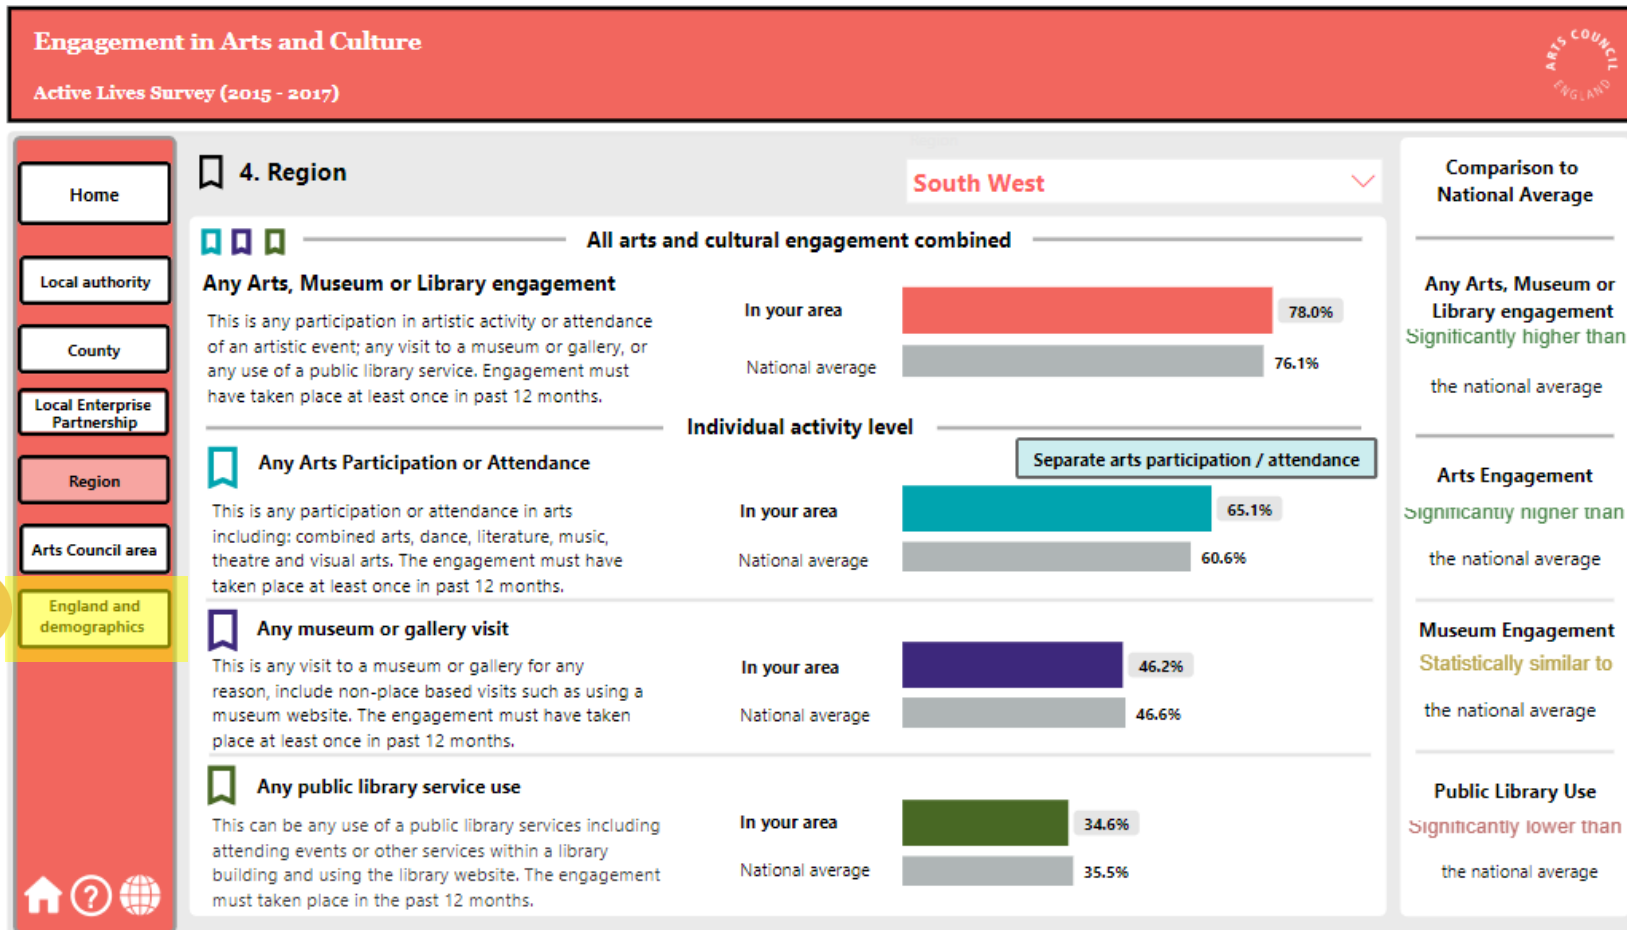 Engagement in Arts and Culture
Active Lives Survey (2015 - 2017)
ARTS COUNCIL
ENGLAND
Home
Local authority
County
Local Enterprise
Partnership
Region
Arts Council area
England and
demographics
4. Region
South West
All arts and cultural engagement combined
Any Arts, Museum or Library engagement
This is any participation in artistic activity or attendance
of an artistic event; any visit to a museum or gallery, or
any use of a public library service. Engagement must
have taken place at least once in past 12 months.
In your area
78.0%
National average
76.1%
Individual activity level
Any Arts Participation or Attendance
Separate arts participation / attendance
This is any participation or attendance in arts
including: combined arts, dance, literature, music,
theatre and visual arts. The engagement must have
taken place at least once in past 12 months.
In your area
65.1%
National average
60.6%
Any museum or gallery visit
This is any visit to a museum or gallery for any
reason, include non-place based visits such as using a
museum website. The engagement must have taken
place at least once in past 12 months.
In your area
46.2%
National average
46.6%
Any public library service use
This can be any use of a public library services including
attending events or other services within a library
building and using the library website. The engagement
must taken place in the past 12 months.
In your area
34.6%
National average
35.5%
Comparison to
National Average
Any Arts, Museum or
Library engagement
Significantly higher than
the national average
Arts Engagement
Significantly higher than
the national average
Museum Engagement
Statistically similar to
the national average
Public Library Use
Significantly lower than
the national average